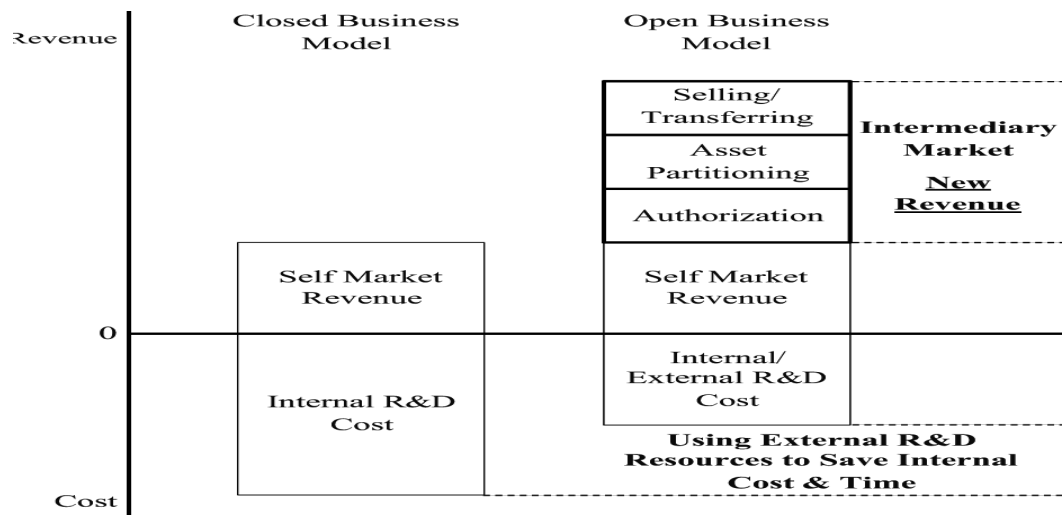 Closed Business
Model
Open Business
Model
Revenue
Selling/
Transferring
Asset
Partitioning
Authorization
Intermediary
Market
New
Revenue
Self Market
Revenue
Self Market
Revenue
0
Internal R&D
Cost
Internal/
External R&D
Cost
Using External R&D
Resources to Save Internal
Cost & Time
Cost